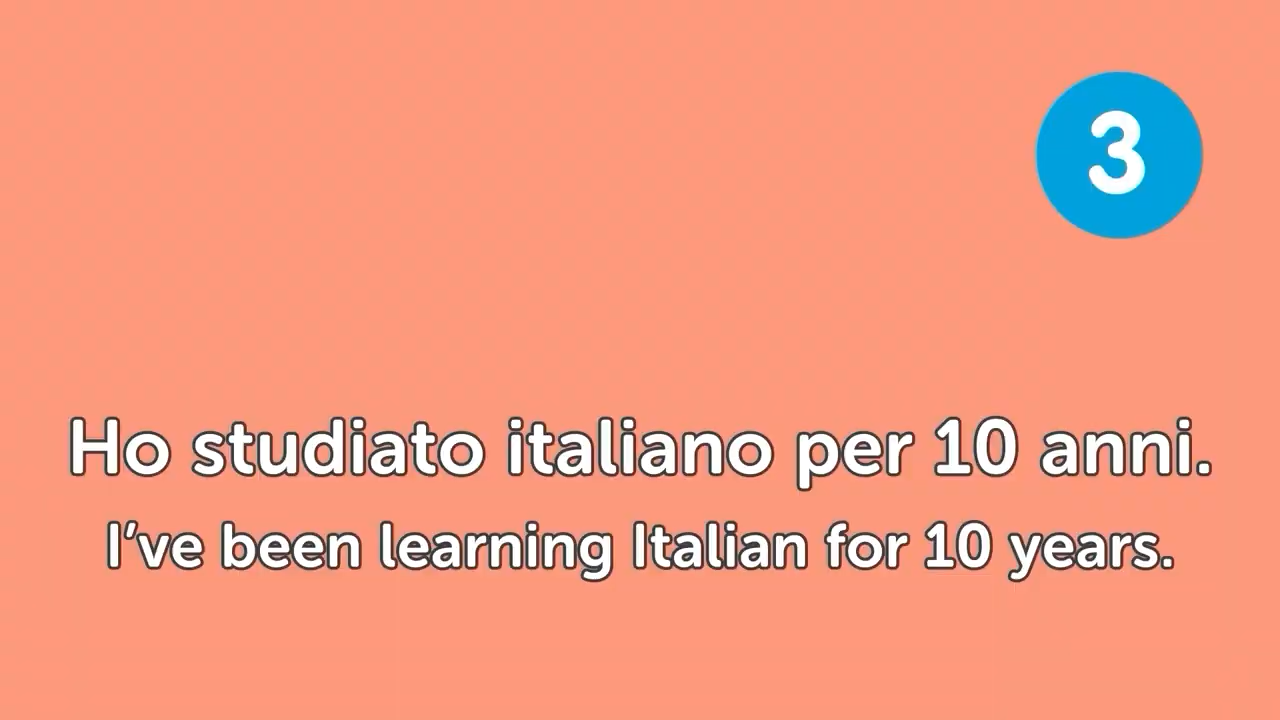 3
Ho studiato italiano per 10 anni.
I’ve been learning Italian for 10 years.